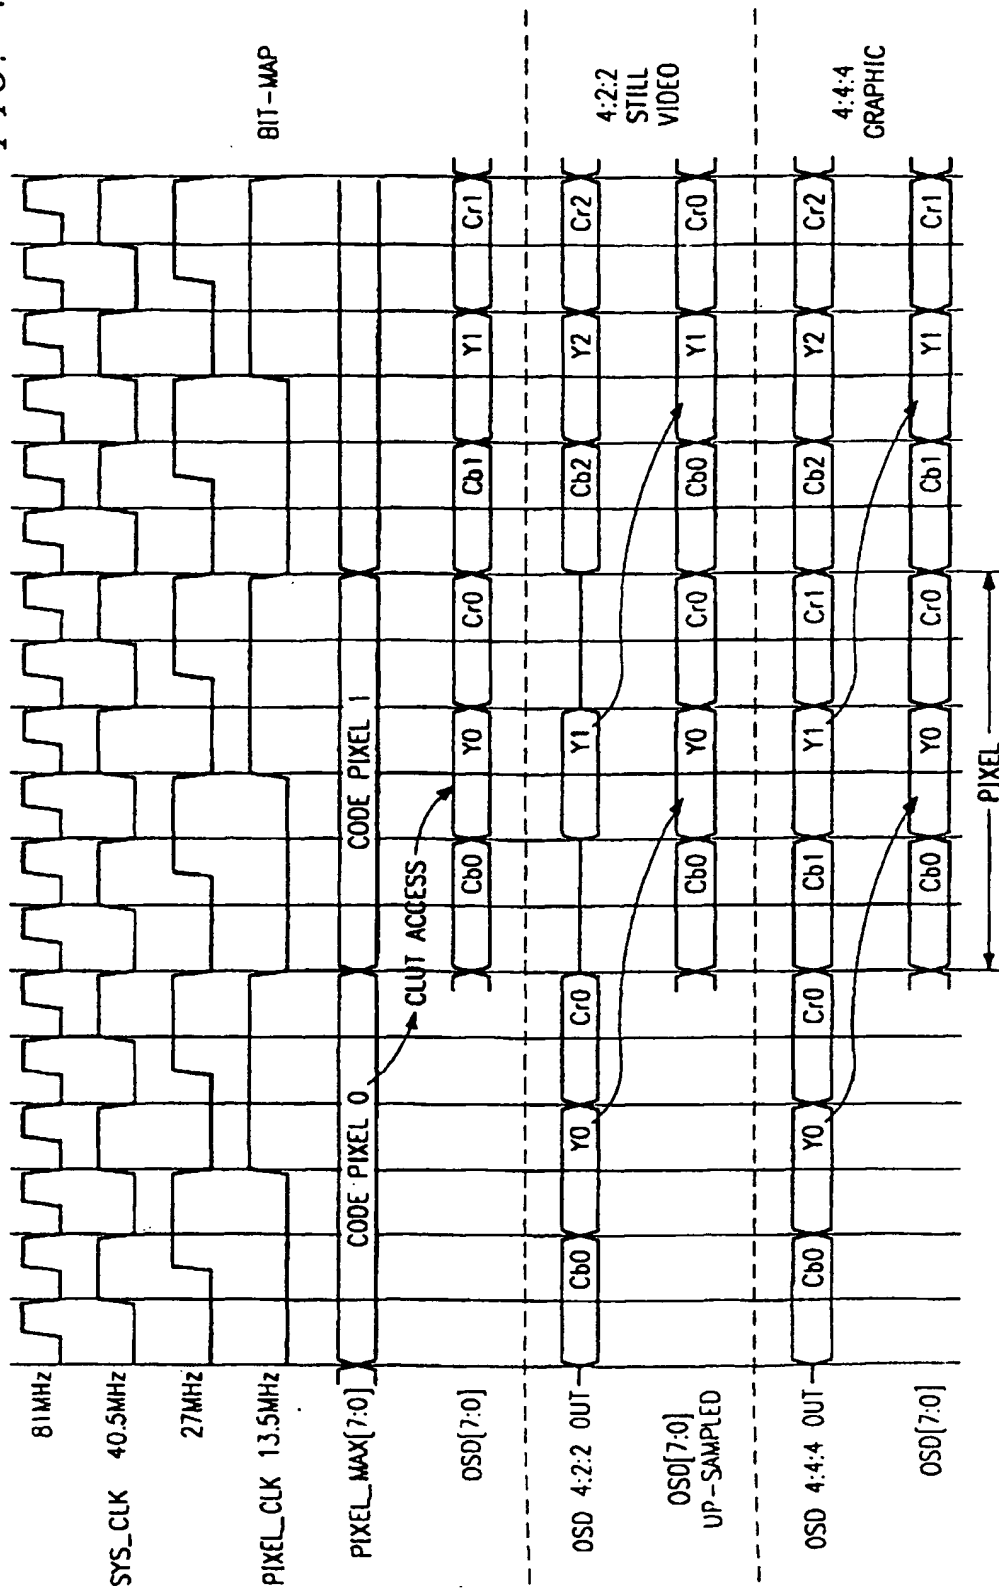 FIG.
81MHz
SYS_CLK 40.5MHz
27MHz
PIXEL_CLK 13.5MHz
BIT-MAP
PIXEL_MAX[7:0] CODE PIXEL 0 CODE PIXEL 1
CLUT ACCESS
OSD[7:0] Cb0 Y0 Cr0 Cb1 Y1 Cr1
OSD 4:2:2 OUT Cb0 Y0 Cr0 Y1 Cb2 Y2 Cr2
4:2:2
STILL
VIDEO
OSD[7:0]
UP-SAMPLED
Cb0 Y0 Cr0 Cb0 Y1 Cr0
OSD 4:4:4 OUT Cb0 Y0 Cr0 Cb1 Y1 Cr1 Cb2 Y2 Cr2
4:4:4
GRAPHIC
OSD[7:0] Cb0 Y0 Cr0 Cb1 Y1 Cr1
PIXEL